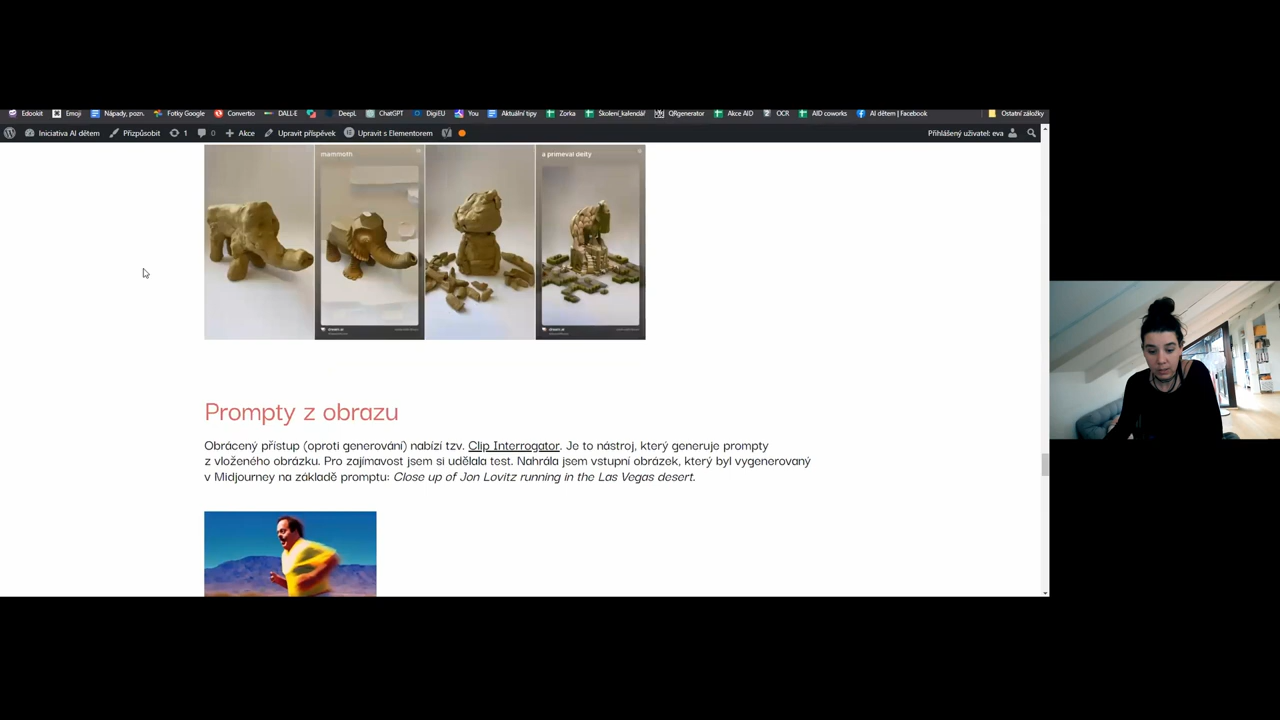 Edookit Emoji Nápady, pozn. Fotky Google Convertio DALL·E DeepL ChatGPT DigiEU You Aktuální tipy Zorka Školení_kalendář QRgenerator Akce AID OCR AID coworks AI dětem | Facebook Ostatní záložky
Iniciativa AI dětem Přizpůsobit 1 0 Akce Upravit příspěvek Upravit s Elementorem Přihlášený uživatel: eva
mammoth a primeval deity
dream.ai dream.ai
Prompty z obrazu
Obrácený přístup (oproti generování) nabízí tzv. Clip Interrogator. Je to nástroj, který generuje prompty
z vloženého obrázku. Pro zajímavost jsem si udělala test. Nahrála jsem vstupní obrázek, který byl vygenerovaný
v Midjourney na základě promptu: Close up of Jon Lovitz running in the Las Vegas desert.